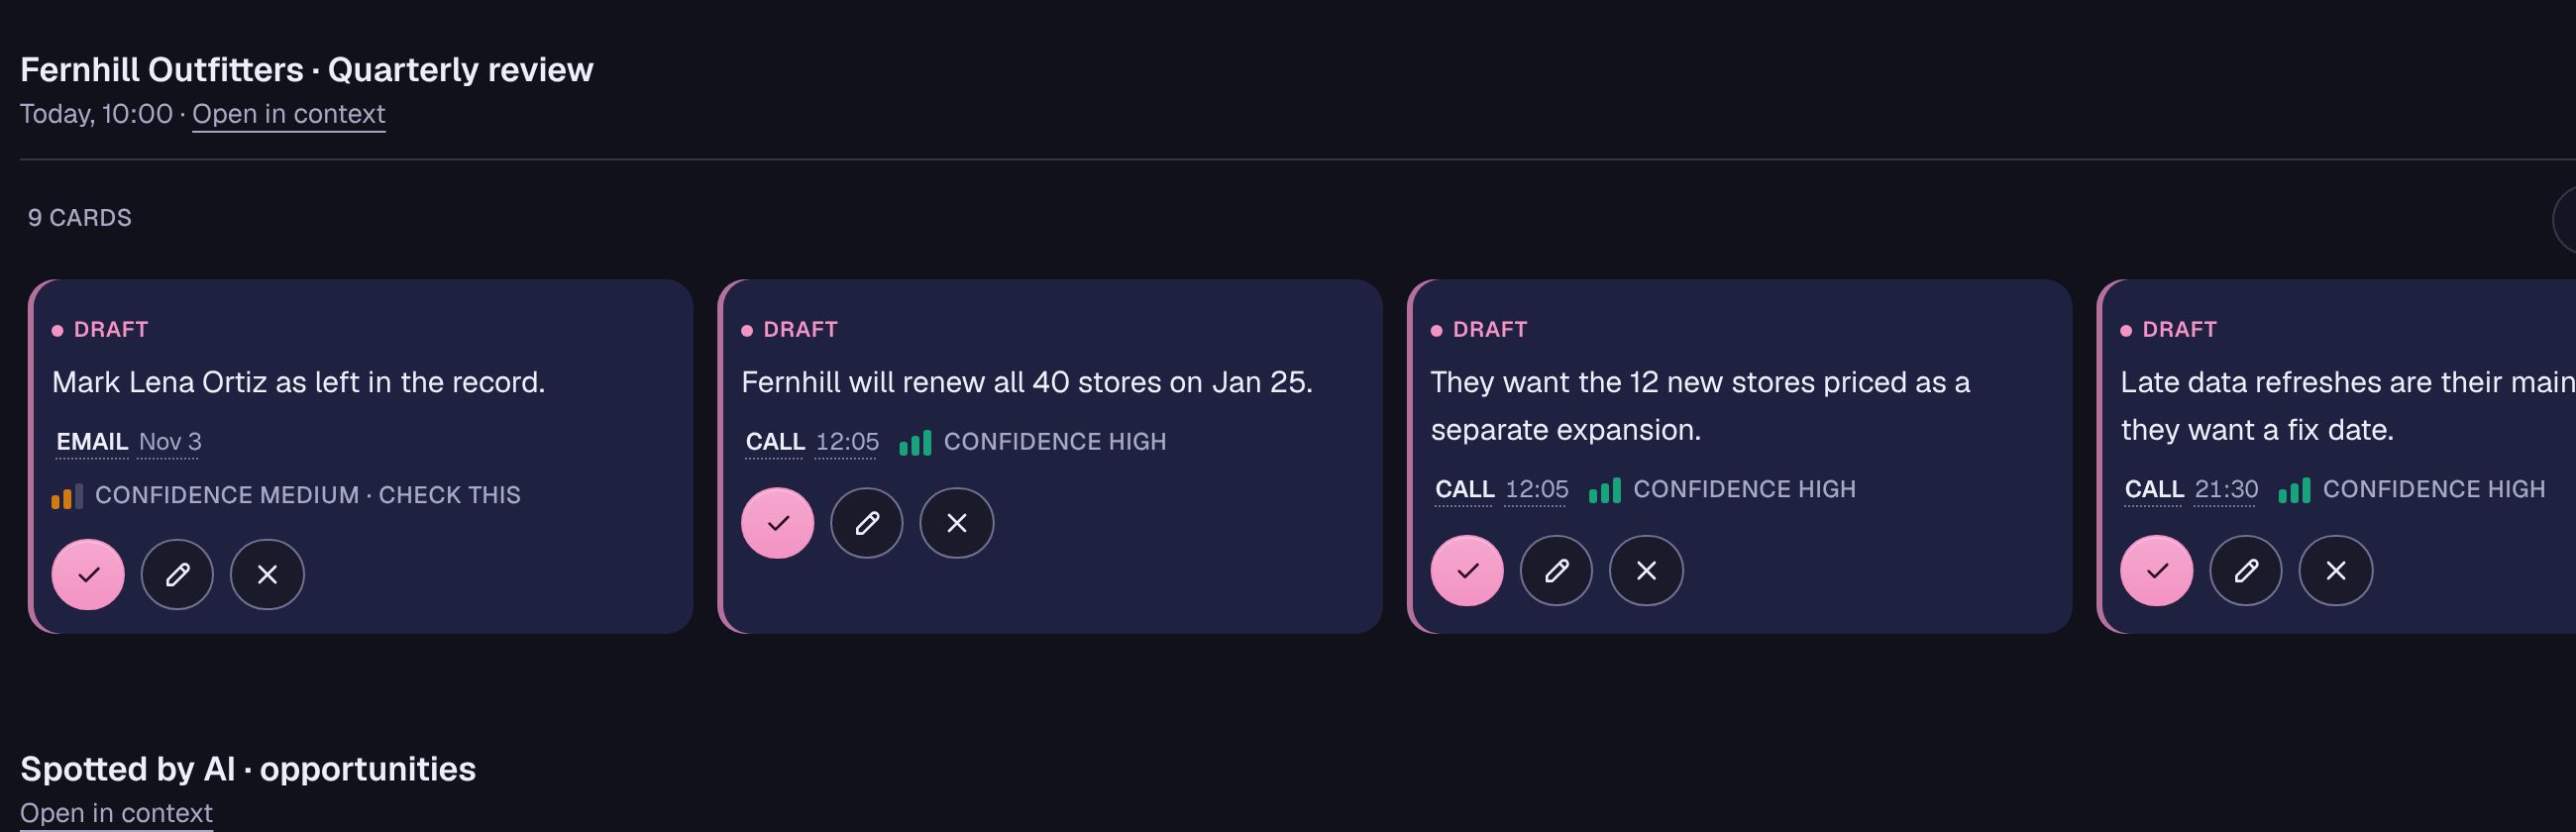 Fernhill Outfitters · Quarterly review
Today, 10:00 · Open in context
9 CARDS
DRAFT
Mark Lena Ortiz as left in the record.
EMAIL Nov 3
CONFIDENCE MEDIUM · CHECK THIS
DRAFT
Fernhill will renew all 40 stores on Jan 25.
CALL 12:05 CONFIDENCE HIGH
DRAFT
They want the 12 new stores priced as a
separate expansion.
CALL 12:05 CONFIDENCE HIGH
DRAFT
Late data refreshes are their main
they want a fix date.
CALL 21:30 CONFIDENCE HIGH
Spotted by AI · opportunities
Open in context